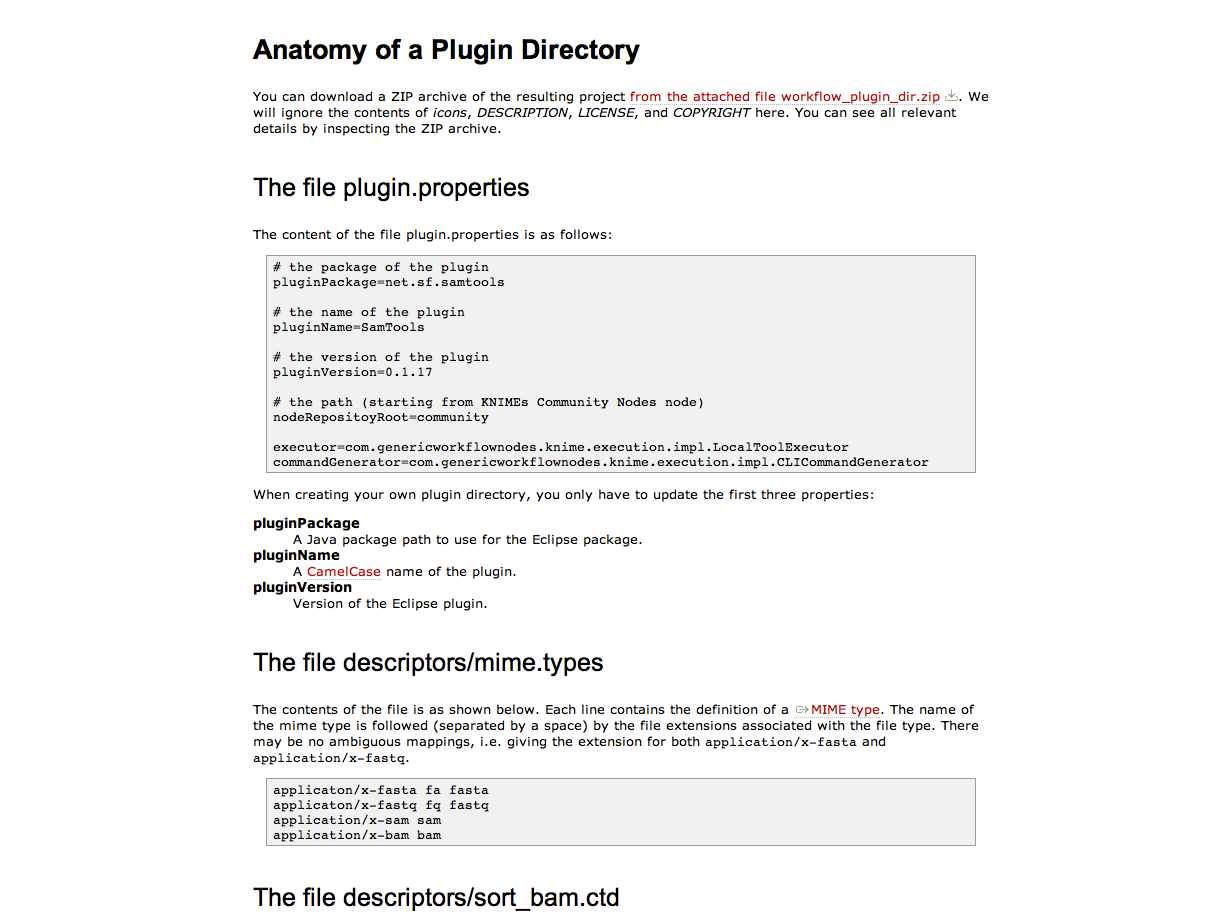 Anatomy of a Plugin Directory
You can download a ZIP archive of the resulting project from the attached file workflow_plugin_dir.zip. We
will ignore the contents of icons, DESCRIPTION, LICENSE, and COPYRIGHT here. You can see all relevant
details by inspecting the ZIP archive.
The file plugin.properties
The content of the file plugin.properties is as follows:
# the package of the plugin
pluginPackage=net.sf.samtools
# the name of the plugin
pluginName=SamTools
# the version of the plugin
pluginVersion=0.1.17
# the path (starting from KNIMEs Community Nodes node)
nodeRepositoyRoot=community
executor=com.genericworkflownodes.knime.execution.impl.LocalToolExecutor
commandGenerator=com.genericworkflownodes.knime.execution.impl.CLICommandGenerator
When creating your own plugin directory, you only have to update the first three properties:
pluginPackage
A Java package path to use for the Eclipse package.
pluginName
A CamelCase name of the plugin.
pluginVersion
Version of the Eclipse plugin.
The file descriptors/mime.types
The contents of the file is as shown below. Each line contains the definition of a MIME type. The name of
the mime type is followed (separated by a space) by the file extensions associated with the file type. There
may be no ambiguous mappings, i.e. giving the extension for both application/x-fasta and
application/x-fastq.
applicaton/x-fasta fa fasta
applicaton/x-fastq fq fastq
application/x-sam sam
application/x-bam bam
The file descriptors/sort_bam.ctd